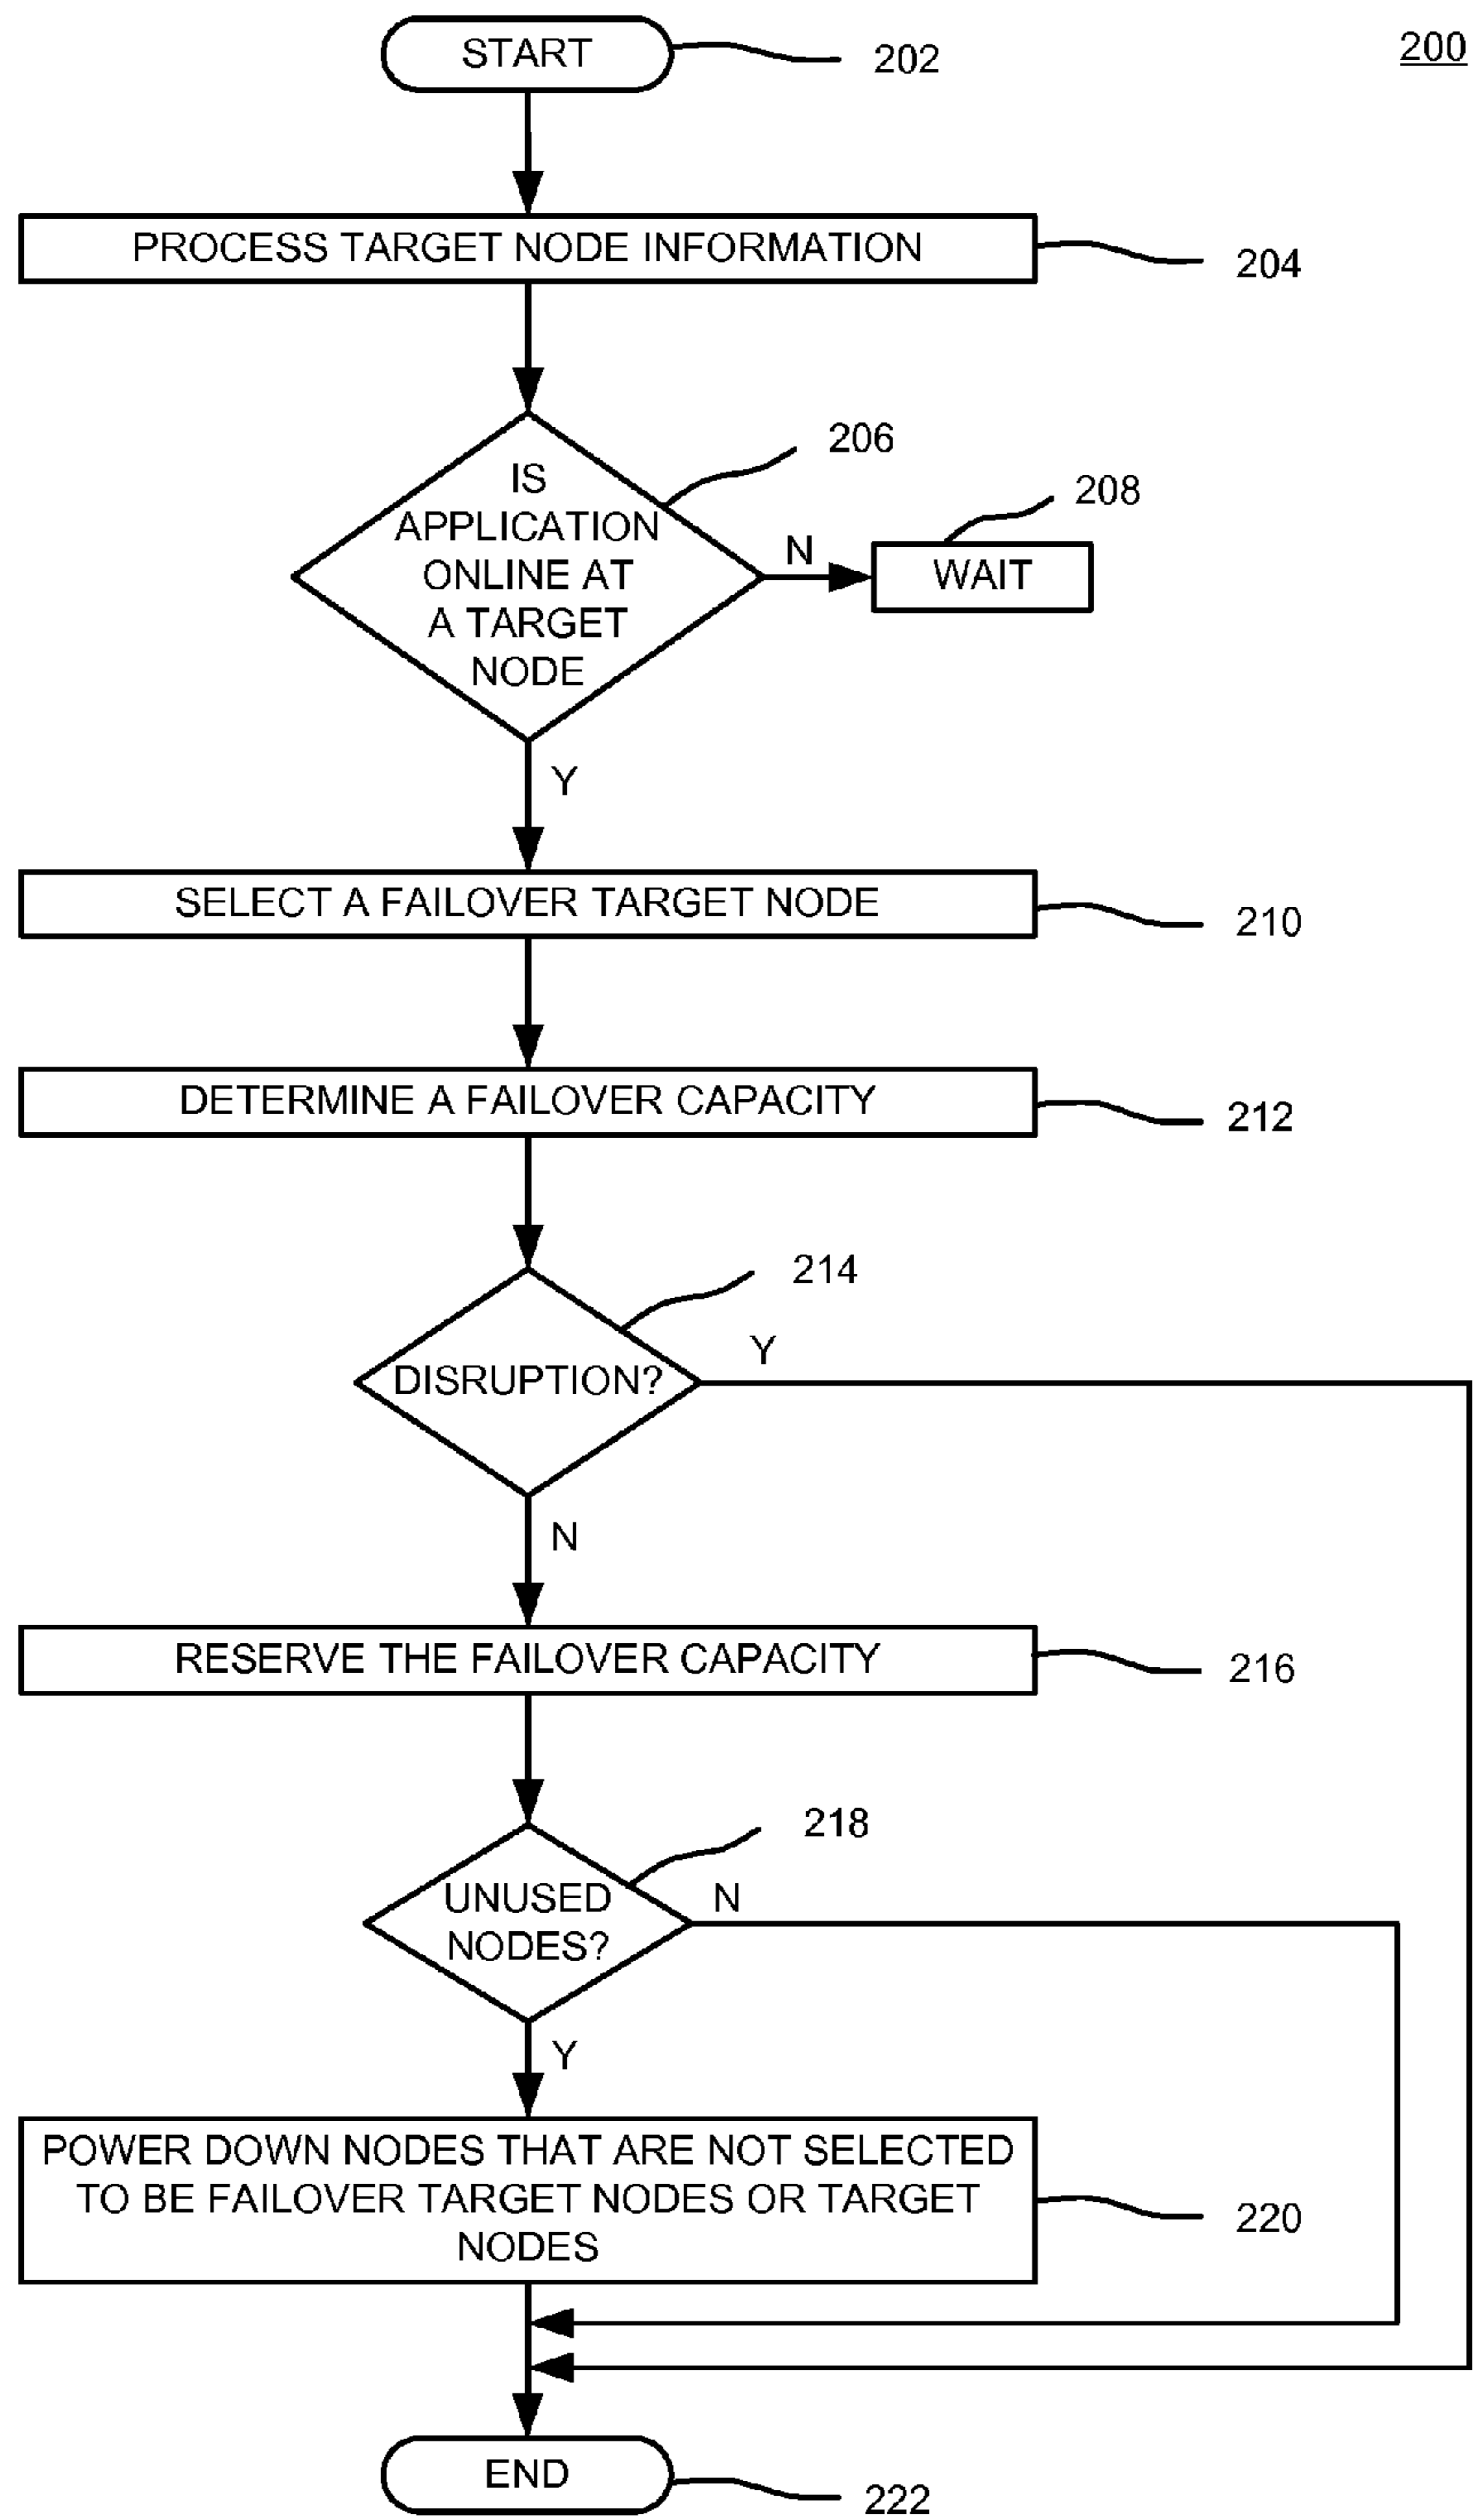 START
202
200
PROCESS TARGET NODE INFORMATION
204
IS
APPLICATION
ONLINE AT
A TARGET
NODE
206
N
208
WAIT
Y
SELECT A FAILOVER TARGET NODE
210
DETERMINE A FAILOVER CAPACITY
212
214
DISRUPTION?
Y
N
RESERVE THE FAILOVER CAPACITY
216
218
UNUSED
NODES?
N
Y
POWER DOWN NODES THAT ARE NOT SELECTED
TO BE FAILOVER TARGET NODES OR TARGET
NODES
220
END
222